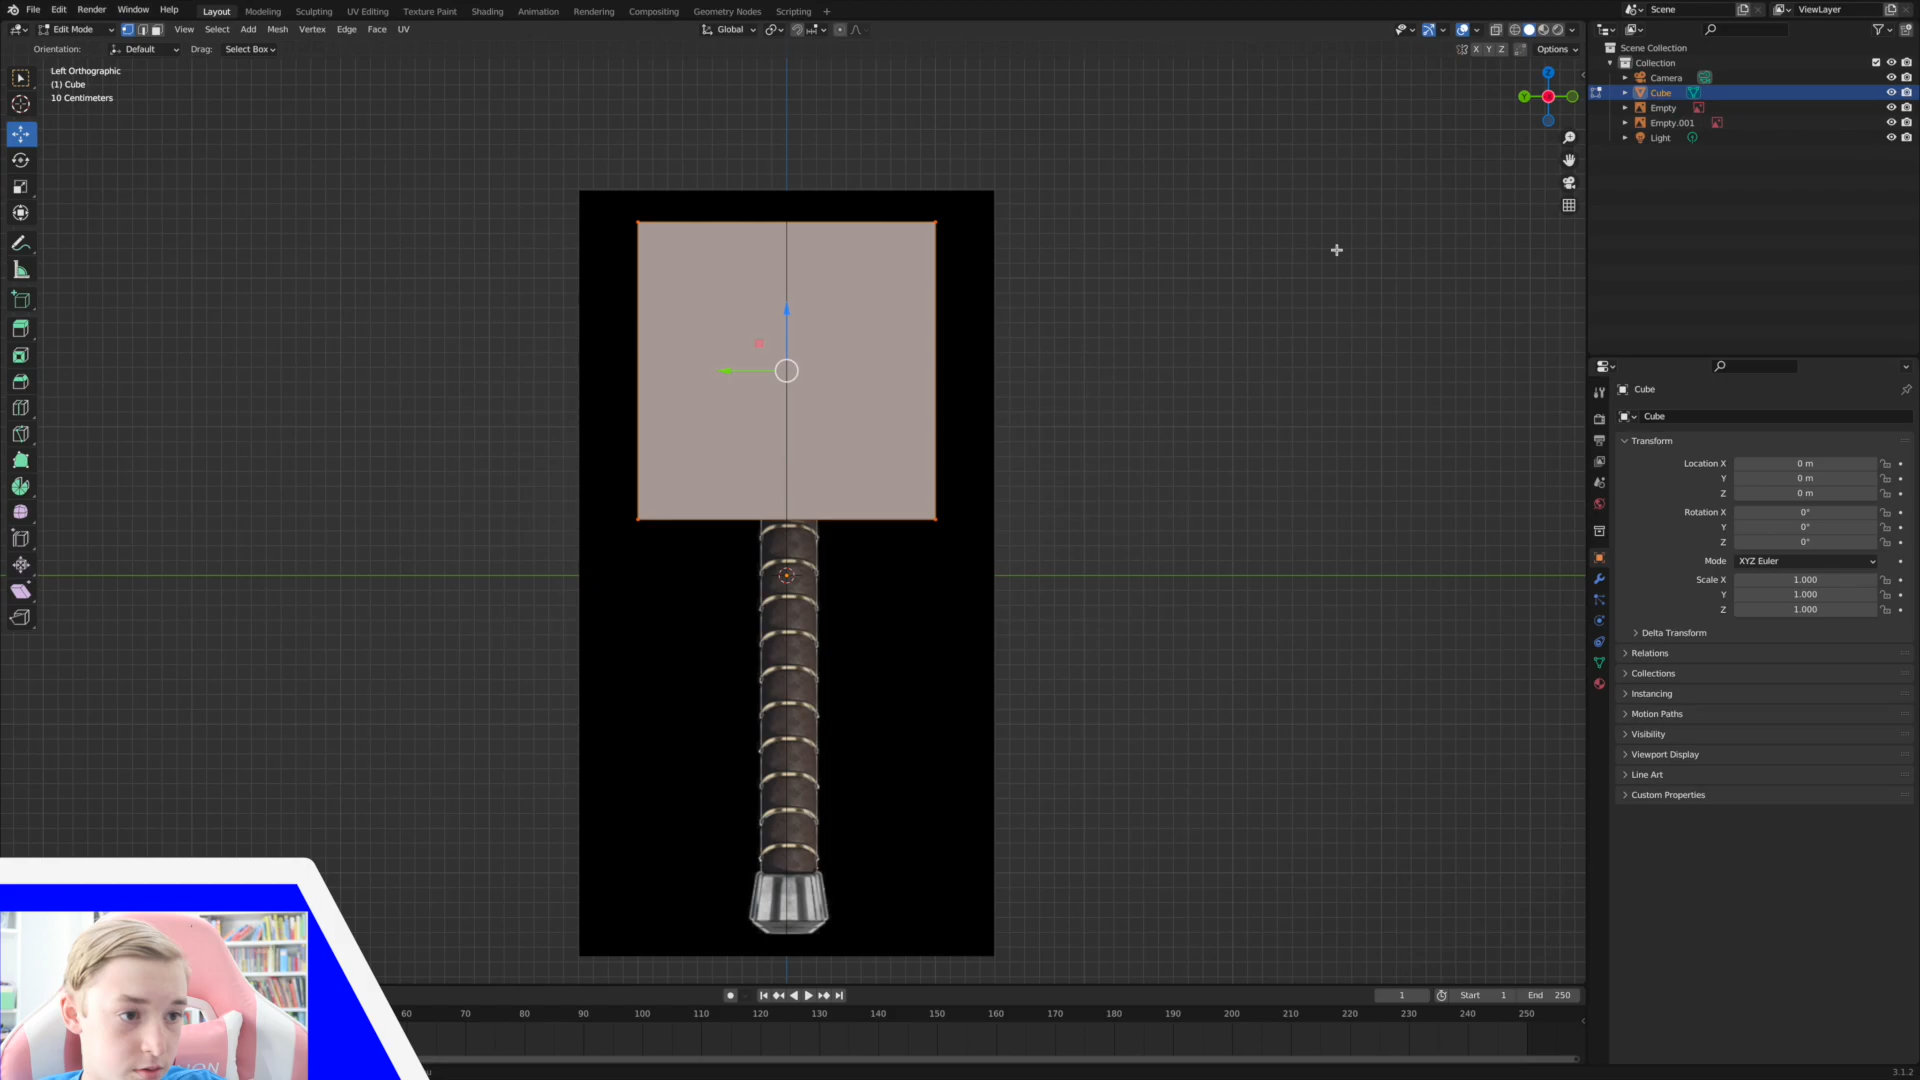 File Edit Render Window Help Layout Modeling Sculpting UV Editing Texture Paint Shading Animation Rendering Compositing Geometry Nodes Scripting + Scene ViewLayer
Edit Mode View Select Add Mesh Vertex Edge Face UV Global
Orientation: Default Drag: Select Box X Y Z Options
Left Orthographic
(1) Cube
10 Centimeters
Z
Y
Scene Collection
Collection
Camera
Cube
Empty
Empty.001
Light
Cube
Cube
Transform
Location X 0 m
Y 0 m
Z 0 m
Rotation X 0°
Y 0°
Z 0°
Mode XYZ Euler
Scale X 1.000
Y 1.000
Z 1.000
Delta Transform
Relations
Collections
Instancing
Motion Paths
Visibility
Viewport Display
Line Art
Custom Properties
1 Start 1 End 250
60 70 80 90 100 110 120 130 140 150 160 170 180 190 200 210 220 230 240 250
3.1.2